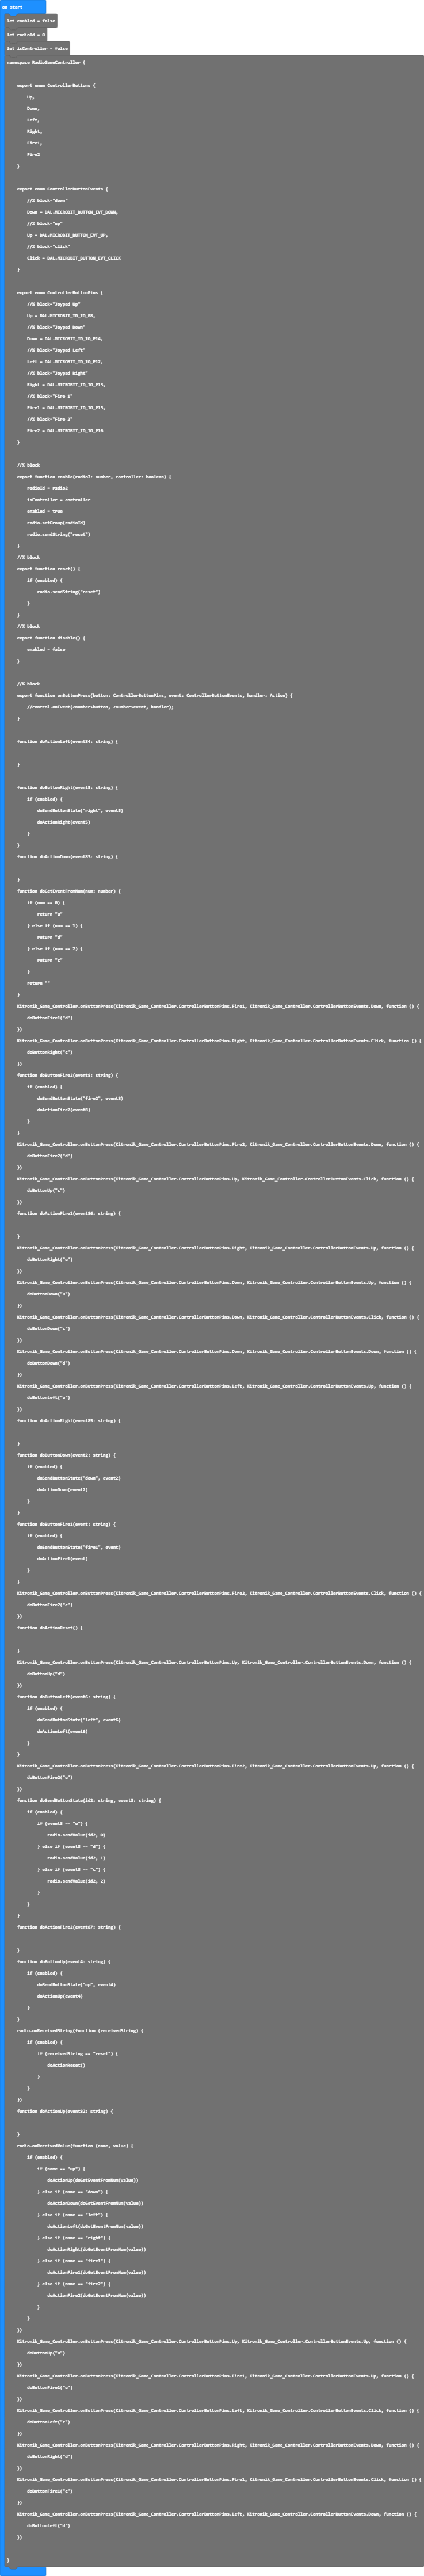 on start
let enabled = false
let radioId = 0
let isController = false
namespace RadioGameController {
export enum ControllerButtons {
Up,
Down,
Left,
Right,
Fire1,
Fire2
}
export enum ControllerButtonEvents {
//% block="down"
Down = DAL.MICROBIT_BUTTON_EVT_DOWN,
//% block="up"
Up = DAL.MICROBIT_BUTTON_EVT_UP,
//% block="click"
Click = DAL.MICROBIT_BUTTON_EVT_CLICK
}
export enum ControllerButtonPins {
//% block="Joypad Up"
Up = DAL.MICROBIT_ID_IO_P8,
//% block="Joypad Down"
Down = DAL.MICROBIT_ID_IO_P14,
//% block="Joypad Left"
Left = DAL.MICROBIT_ID_IO_P12,
//% block="Joypad Right"
Right = DAL.MICROBIT_ID_IO_P13,
//% block="Fire 1"
Fire1 = DAL.MICROBIT_ID_IO_P15,
//% block="Fire 2"
Fire2 = DAL.MICROBIT_ID_IO_P16
}
//% block
export function enable(radio2: number, controller: boolean) {
radioId = radio2
isController = controller
enabled = true
radio.setGroup(radioId)
radio.sendString("reset")
}
//% block
export function reset() {
if (enabled) {
radio.sendString("reset")
}
}
//% block
export function disable() {
enabled = false
}
//% block
export function onButtonPress(button: ControllerButtonPins, event: ControllerButtonEvents, handler: Action) {
//control.onEvent(<number>button, <number>event, handler);
}
function doActionLeft(event84: string) {
}
function doButtonRight(event5: string) {
if (enabled) {
doSendButtonState("right", event5)
doActionRight(event5)
}
}
function doActionDown(event83: string) {
}
function doGetEventFromNum(num: number) {
if (num == 0) {
return "u"
} else if (num == 1) {
return "d"
} else if (num == 2) {
return "c"
}
return ""
}
Kitronik_Game_Controller.onButtonPress(Kitronik_Game_Controller.ControllerButtonPins.Fire1, Kitronik_Game_Controller.ControllerButtonEvents.Down, function () {
doButtonFire1("d")
})
Kitronik_Game_Controller.onButtonPress(Kitronik_Game_Controller.ControllerButtonPins.Right, Kitronik_Game_Controller.ControllerButtonEvents.Click, function () {
doButtonRight("c")
})
function doButtonFire2(event8: string) {
if (enabled) {
doSendButtonState("fire2", event8)
doActionFire2(event8)
}
}
Kitronik_Game_Controller.onButtonPress(Kitronik_Game_Controller.ControllerButtonPins.Fire2, Kitronik_Game_Controller.ControllerButtonEvents.Down, function () {
doButtonFire2("d")
})
Kitronik_Game_Controller.onButtonPress(Kitronik_Game_Controller.ControllerButtonPins.Up, Kitronik_Game_Controller.ControllerButtonEvents.Click, function () {
doButtonUp("c")
})
function doActionFire1(event86: string) {
}
Kitronik_Game_Controller.onButtonPress(Kitronik_Game_Controller.ControllerButtonPins.Right, Kitronik_Game_Controller.ControllerButtonEvents.Up, function () {
doButtonRight("u")
})
Kitronik_Game_Controller.onButtonPress(Kitronik_Game_Controller.ControllerButtonPins.Down, Kitronik_Game_Controller.ControllerButtonEvents.Up, function () {
doButtonDown("u")
})
Kitronik_Game_Controller.onButtonPress(Kitronik_Game_Controller.ControllerButtonPins.Down, Kitronik_Game_Controller.ControllerButtonEvents.Click, function () {
doButtonDown("c")
})
Kitronik_Game_Controller.onButtonPress(Kitronik_Game_Controller.ControllerButtonPins.Down, Kitronik_Game_Controller.ControllerButtonEvents.Down, function () {
doButtonDown("d")
})
Kitronik_Game_Controller.onButtonPress(Kitronik_Game_Controller.ControllerButtonPins.Left, Kitronik_Game_Controller.ControllerButtonEvents.Up, function () {
doButtonLeft("u")
})
function doActionRight(event85: string) {
}
function doButtonDown(event2: string) {
if (enabled) {
doSendButtonState("down", event2)
doActionDown(event2)
}
}
function doButtonFire1(event: string) {
if (enabled) {
doSendButtonState("fire1", event)
doActionFire1(event)
}
}
Kitronik_Game_Controller.onButtonPress(Kitronik_Game_Controller.ControllerButtonPins.Fire2, Kitronik_Game_Controller.ControllerButtonEvents.Click, function () {
doButtonFire2("c")
})
function doActionReset() {
}
Kitronik_Game_Controller.onButtonPress(Kitronik_Game_Controller.ControllerButtonPins.Up, Kitronik_Game_Controller.ControllerButtonEvents.Down, function () {
doButtonUp("d")
})
function doButtonLeft(event6: string) {
if (enabled) {
doSendButtonState("left", event6)
doActionLeft(event6)
}
}
Kitronik_Game_Controller.onButtonPress(Kitronik_Game_Controller.ControllerButtonPins.Fire2, Kitronik_Game_Controller.ControllerButtonEvents.Up, function () {
doButtonFire2("u")
})
function doSendButtonState(id2: string, event3: string) {
if (enabled) {
if (event3 == "u") {
radio.sendValue(id2, 0)
} else if (event3 == "d") {
radio.sendValue(id2, 1)
} else if (event3 == "c") {
radio.sendValue(id2, 2)
}
}
}
function doActionFire2(event87: string) {
}
function doButtonUp(event4: string) {
if (enabled) {
doSendButtonState("up", event4)
doActionUp(event4)
}
}
radio.onReceivedString(function (receivedString) {
if (enabled) {
if (receivedString == "reset") {
doActionReset()
}
}
})
function doActionUp(event82: string) {
}
radio.onReceivedValue(function (name, value) {
if (enabled) {
if (name == "up") {
doActionUp(doGetEventFromNum(value))
} else if (name == "down") {
doActionDown(doGetEventFromNum(value))
} else if (name == "left") {
doActionLeft(doGetEventFromNum(value))
} else if (name == "right") {
doActionRight(doGetEventFromNum(value))
} else if (name == "fire1") {
doActionFire1(doGetEventFromNum(value))
} else if (name == "fire2") {
doActionFire2(doGetEventFromNum(value))
}
}
})
Kitronik_Game_Controller.onButtonPress(Kitronik_Game_Controller.ControllerButtonPins.Up, Kitronik_Game_Controller.ControllerButtonEvents.Up, function () {
doButtonUp("u")
})
Kitronik_Game_Controller.onButtonPress(Kitronik_Game_Controller.ControllerButtonPins.Fire1, Kitronik_Game_Controller.ControllerButtonEvents.Up, function () {
doButtonFire1("u")
})
Kitronik_Game_Controller.onButtonPress(Kitronik_Game_Controller.ControllerButtonPins.Left, Kitronik_Game_Controller.ControllerButtonEvents.Click, function () {
doButtonLeft("c")
})
Kitronik_Game_Controller.onButtonPress(Kitronik_Game_Controller.ControllerButtonPins.Right, Kitronik_Game_Controller.ControllerButtonEvents.Down, function () {
doButtonRight("d")
})
Kitronik_Game_Controller.onButtonPress(Kitronik_Game_Controller.ControllerButtonPins.Fire1, Kitronik_Game_Controller.ControllerButtonEvents.Click, function () {
doButtonFire1("c")
})
Kitronik_Game_Controller.onButtonPress(Kitronik_Game_Controller.ControllerButtonPins.Left, Kitronik_Game_Controller.ControllerButtonEvents.Down, function () {
doButtonLeft("d")
})
}